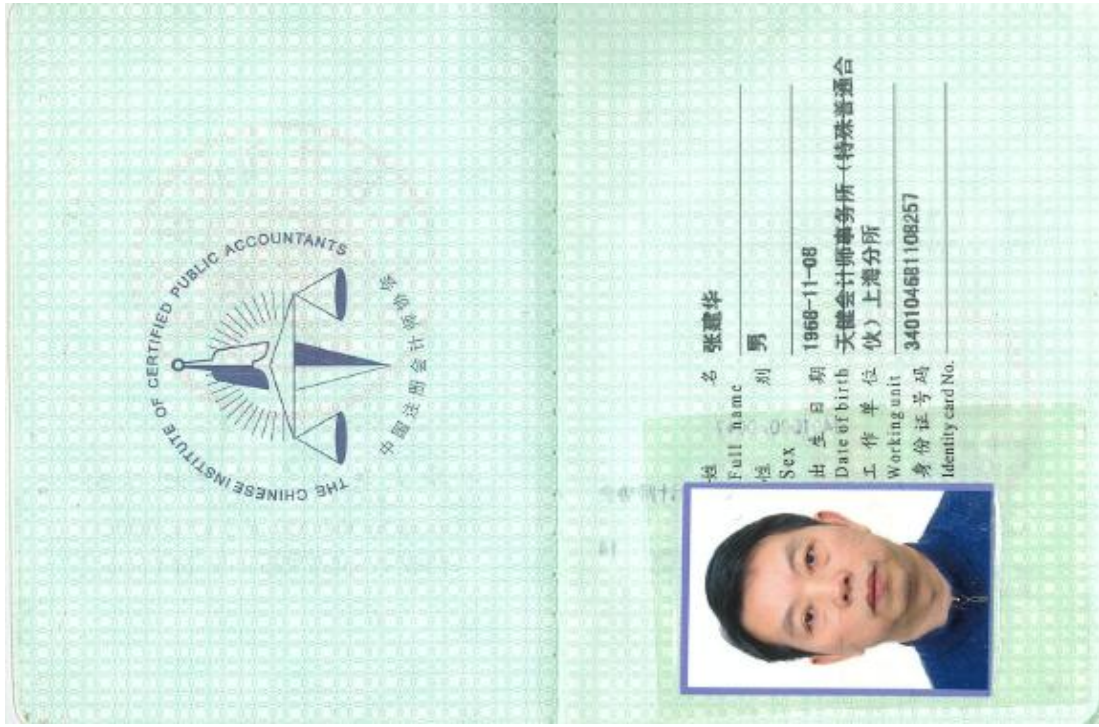 THE CHINESE INSTITUTE OF CERTIFIED PUBLIC ACCOUNTANTS
中国注册会计师协会
姓 名 张建华
Full name
性 别 男
Sex
出 生 日 期 1968-11-08
Date of birth
工 作 单 位 天健会计师事务所（特殊普通合
Working unit 伙）上海分所
身 份 证 号 码 340104681108257
Identity card No.